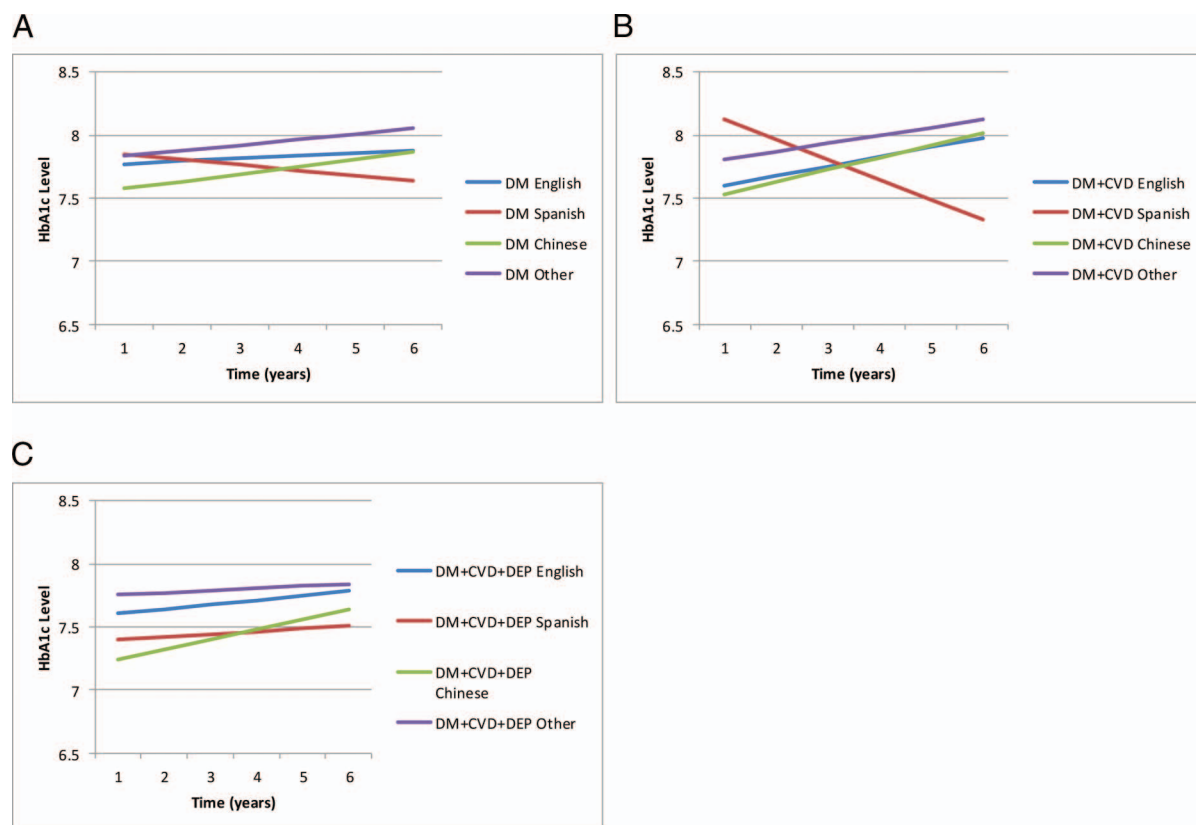 A
HbA1c Level
8.5
8
7.5
7
6.5
1 2 3 4 5 6
Time (years)
DM English
DM Spanish
DM Chinese
DM Other
B
HbA1c Level
8.5
8
7.5
7
6.5
1 2 3 4 5 6
Time (years)
DM+CVD English
DM+CVD Spanish
DM+CVD Chinese
DM+CVD Other
C
HbA1c Level
8.5
8
7.5
7
6.5
1 2 3 4 5 6
Time (years)
DM+CVD+DEP English
DM+CVD+DEP Spanish
DM+CVD+DEP
Chinese
DM+CVD+DEP Other